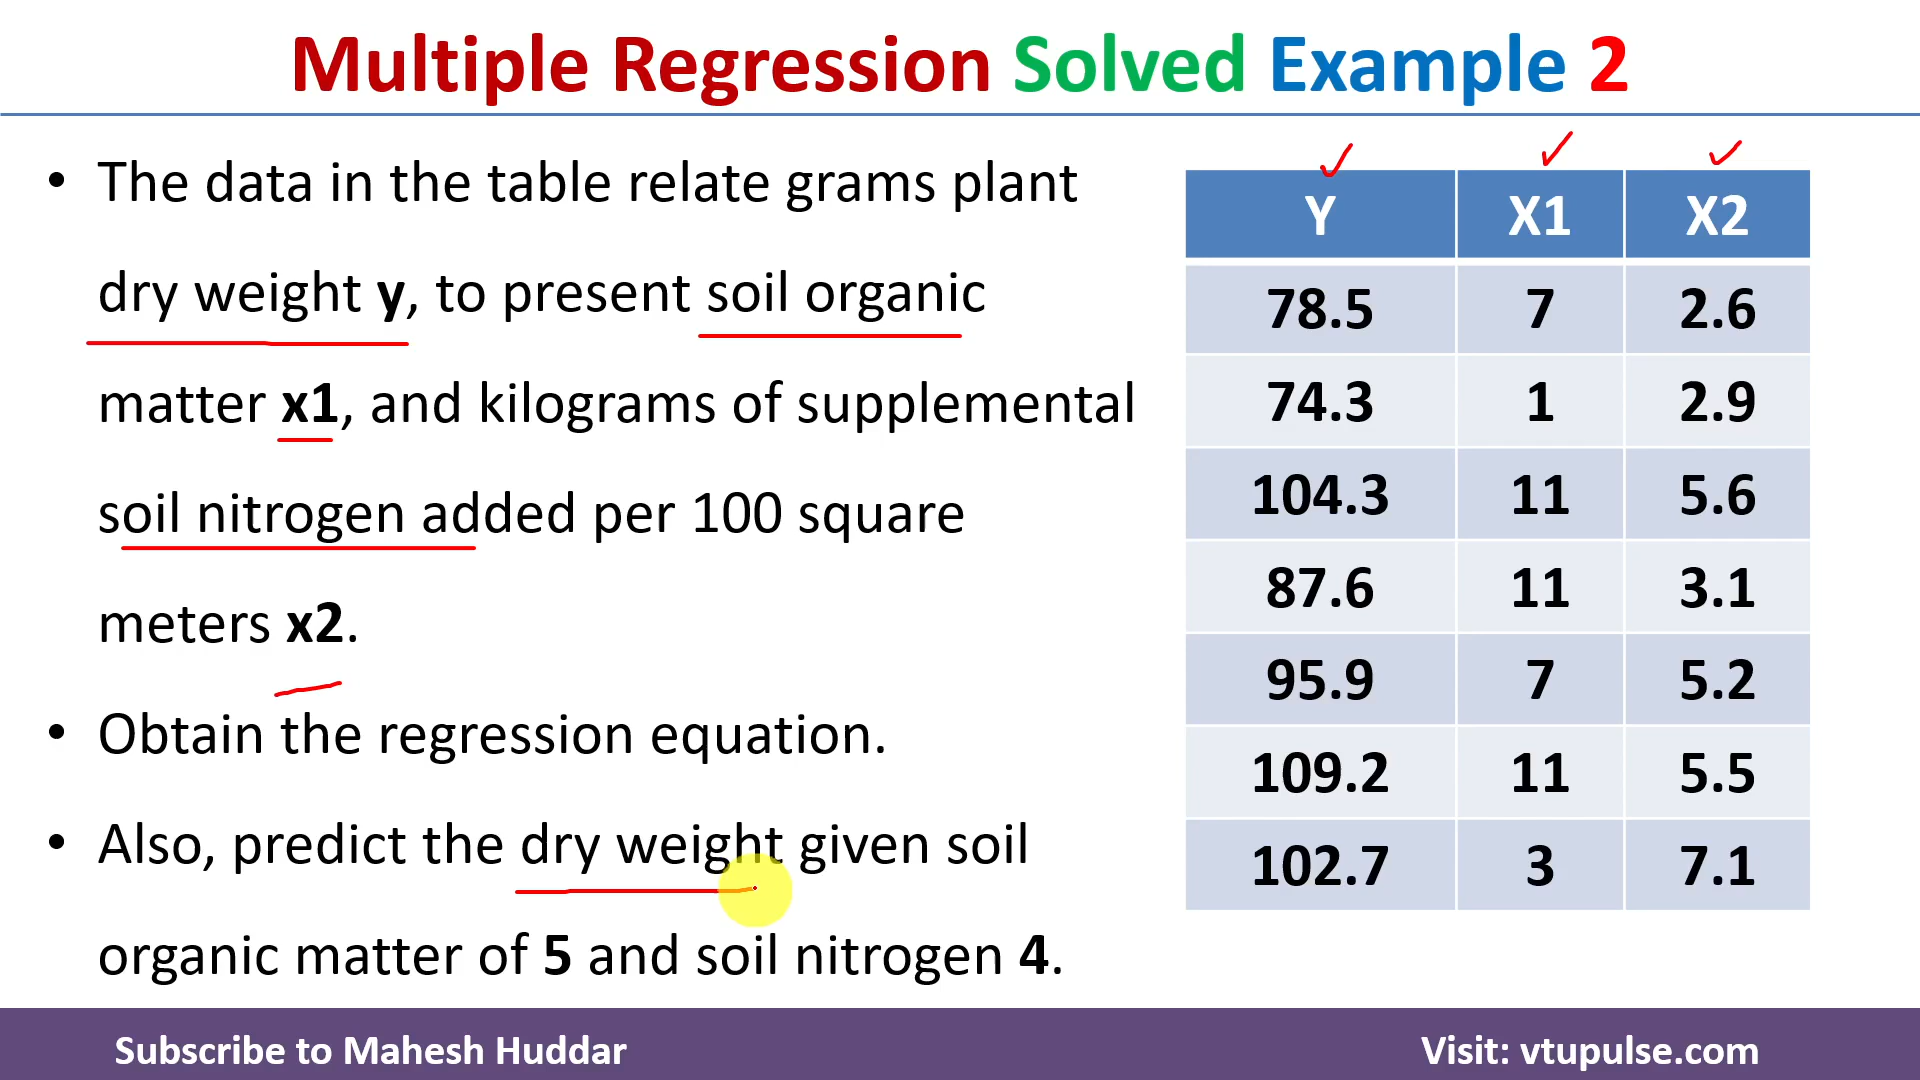 Multiple Regression Solved Example 2
• The data in the table relate grams plant
dry weight y, to present soil organic
matter x1, and kilograms of supplemental
soil nitrogen added per 100 square
meters x2.
• Obtain the regression equation.
• Also, predict the dry weight given soil
organic matter of 5 and soil nitrogen 4.
Y X1 X2
78.5 7 2.6
74.3 1 2.9
104.3 11 5.6
87.6 11 3.1
95.9 7 5.2
109.2 11 5.5
102.7 3 7.1
Subscribe to Mahesh Huddar
Visit: vtupulse.com